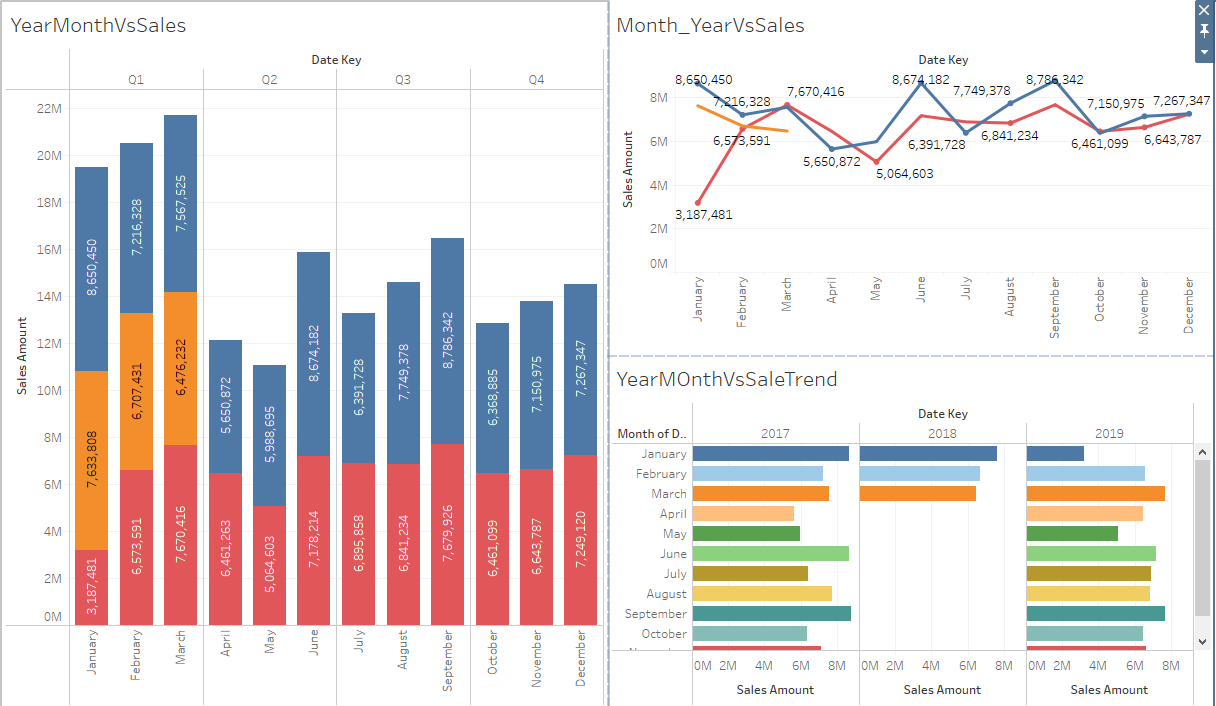 YearMonthVsSales
Date Key
Q1 Q2 Q3 Q4
Sales Amount
22M
20M
18M
16M
14M
12M
10M
8M
6M
4M
2M
0M
8,650,450 7,216,328 7,567,525 5,650,872 5,988,695 8,674,182 6,391,728 7,749,378 8,786,342 6,368,885 7,150,975 7,267,347
7,633,808 6,707,431 6,476,232
3,187,481 6,573,591 7,670,416 6,461,263 5,064,603 7,178,214 6,895,858 6,841,234 7,679,926 6,461,099 6,643,787 7,249,120
January February March April May June July August September October November December
Month_YearVsSales
Date Key
Sales Amount
8M
6M
4M
2M
0M
8,650,450 8,674,182 8,786,342
7,216,328 7,670,416 7,749,378 7,150,975 7,267,347
6,573,591 5,650,872 6,391,728 6,841,234 6,461,099 6,643,787
5,064,603
3,187,481
January February March April May June July August September October November December
YearMOnthVsSaleTrend
Date Key
Month of D.. 2017 2018 2019
January
February
March
April
May
June
July
August
September
October
0M 2M 4M 6M 8M 0M 2M 4M 6M 8M 0M 2M 4M 6M 8M
Sales Amount Sales Amount Sales Amount